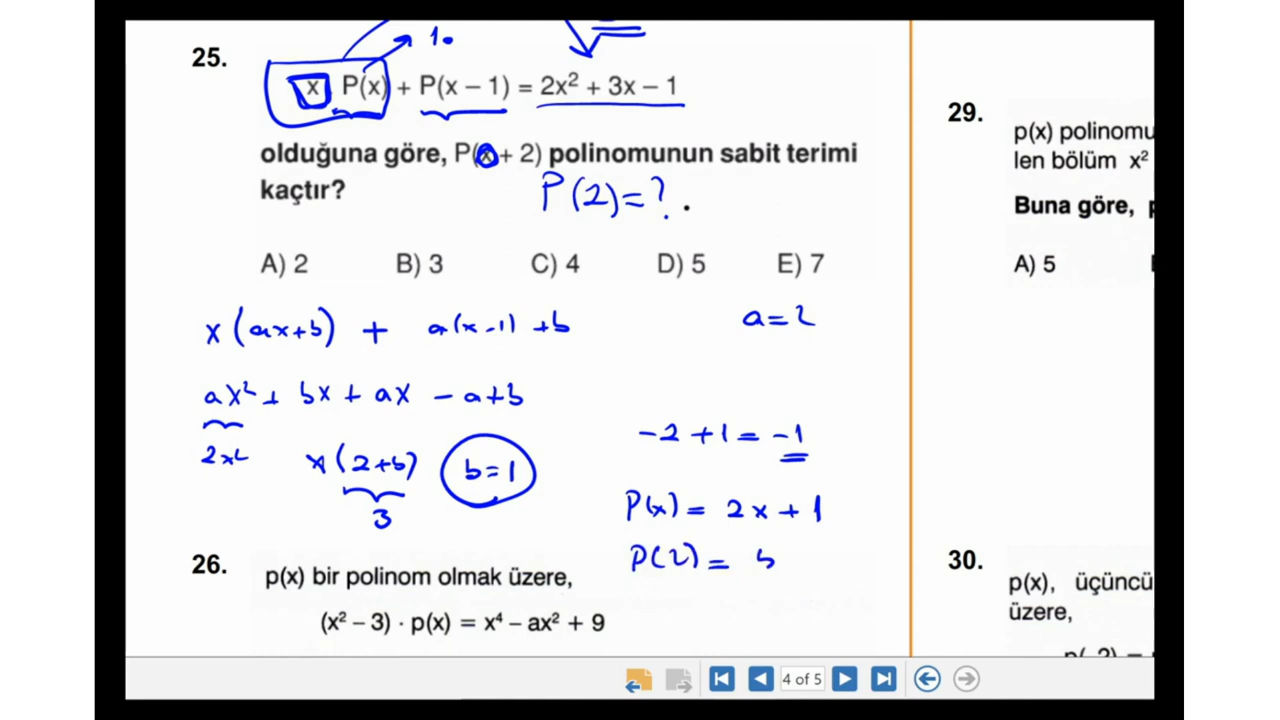 1.
25.
x P(x) + P(x – 1) = 2x² + 3x – 1
olduğuna göre, P(x + 2) polinomunun sabit terimi
kaçtır?
P(2) = ? .
A) 2 B) 3 C) 4 D) 5 E) 7
x(ax+b) + a(x-1) +b
a=2
ax² + bx + ax - a+b
2x²
x(2+b)
3
b=1
-2 +1 = -1
P(x) = 2x + 1
P(2) = 5
26.
p(x) bir polinom olmak üzere,
(x² – 3) · p(x) = x⁴ – ax² + 9
29.
p(x) polinomu
len bölüm x²
Buna göre, p
A) 5
30.
p(x), üçüncü
üzere,
4 of 5